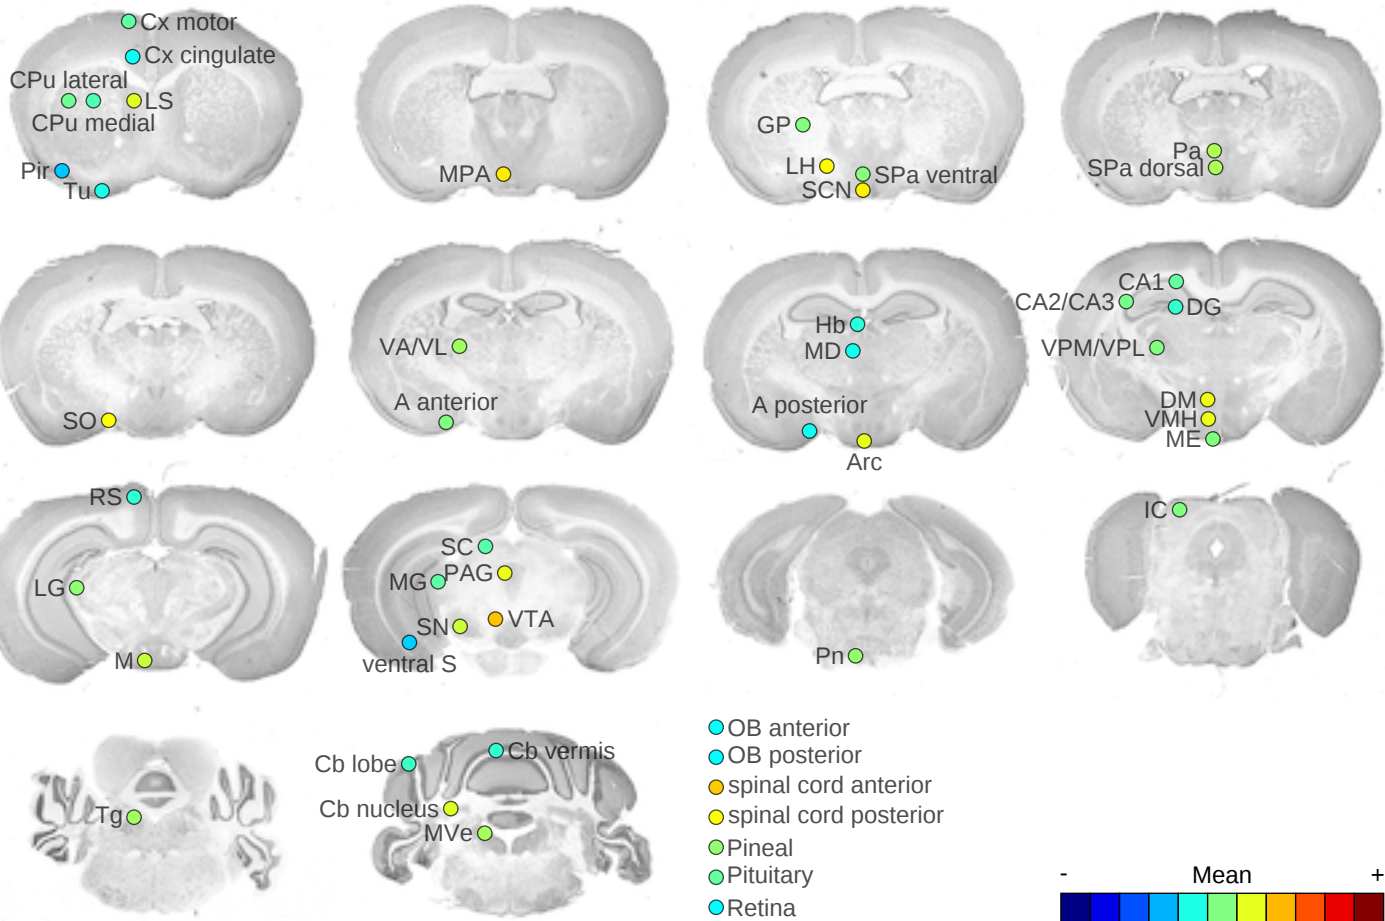 Cx motor
Cx cingulate
CPu lateral
LS
CPu medial
Pir
Tu
MPA
GP
LH
SPa ventral
SCN
Pa
SPa dorsal
SO
VA/VL
A anterior
Hb
MD
A posterior
Arc
CA1
CA2/CA3
DG
VPM/VPL
DM
VMH
ME
RS
LG
M
SC
MG
PAG
SN
VTA
ventral S
Pn
IC
Tg
Cb lobe
Cb vermis
Cb nucleus
MVe
OB anterior
OB posterior
spinal cord anterior
spinal cord posterior
Pineal
Pituitary
Retina
- Mean +